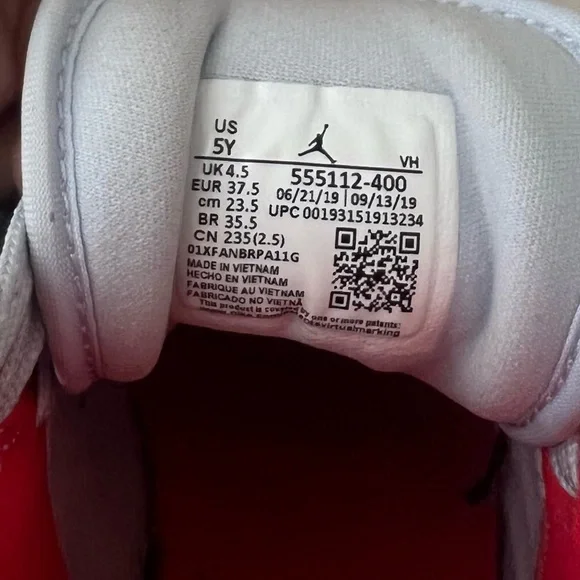 US
5Y
VH
UK 4.5
EUR 37.5
cm 23.5
BR 35.5
CN 235(2.5)
555112-400
06/21/19 | 09/13/19
UPC 00193151913234
01XFANBRPA11G
MADE IN VIETNAM
HECHO EN VIETNAM
FABRIQUE AU VIETNAM
FABRICADO NO VIETNÃ
This product is covered by one or more patents:
virtualmarking